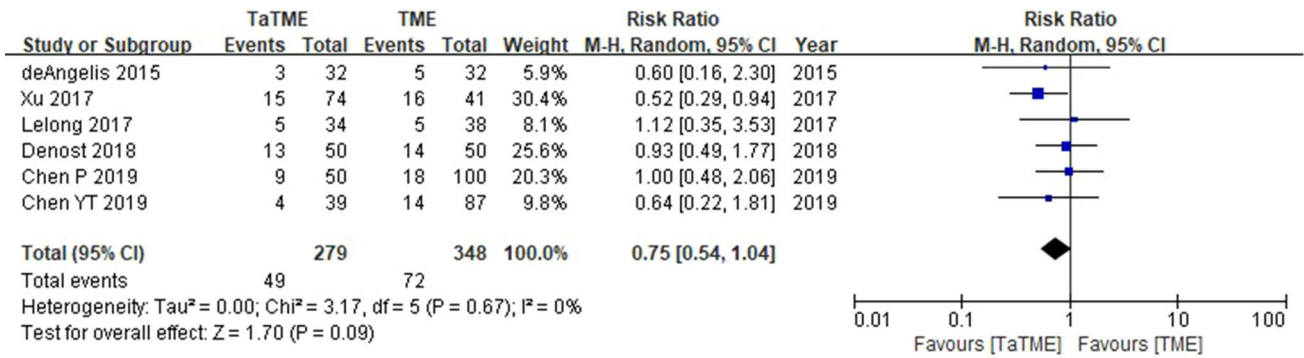 TaTME TME Risk Ratio Risk Ratio
Study or Subgroup Events Total Events Total Weight M-H, Random, 95% CI Year M-H, Random, 95% CI
deAngelis 2015 3 32 5 32 5.9% 0.60 [0.16, 2.30] 2015
Xu 2017 15 74 16 41 30.4% 0.52 [0.29, 0.94] 2017
Lelong 2017 5 34 5 38 8.1% 1.12 [0.35, 3.53] 2017
Denost 2018 13 50 14 50 25.6% 0.93 [0.49, 1.77] 2018
Chen P 2019 9 50 18 100 20.3% 1.00 [0.48, 2.06] 2019
Chen YT 2019 4 39 14 87 9.8% 0.64 [0.22, 1.81] 2019
Total (95% CI) 279 348 100.0% 0.75 [0.54, 1.04]
Total events 49 72
Heterogeneity: Tau² = 0.00; Chi² = 3.17, df = 5 (P = 0.67); I² = 0%
Test for overall effect: Z = 1.70 (P = 0.09)
0.01 0.1 1 10 100
Favours [TaTME] Favours [TME]